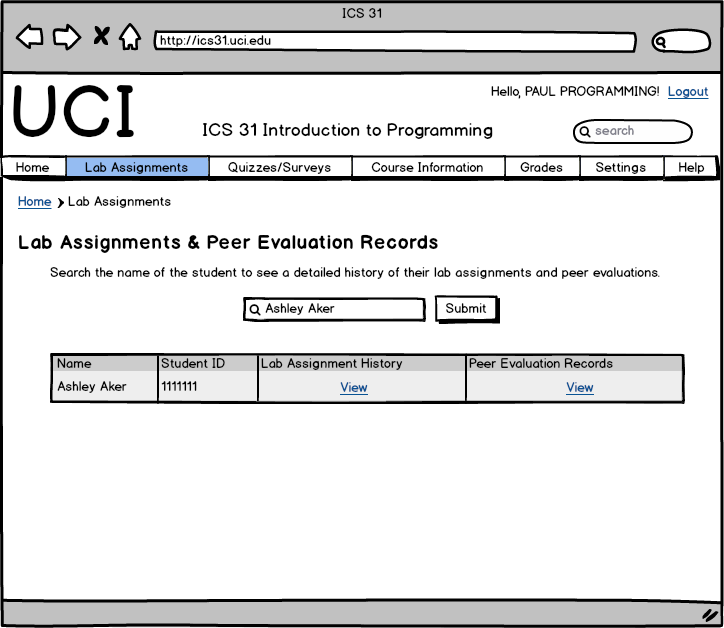 ICS 31
http://ics31.uci.edu
Hello, PAUL PROGRAMMING! Logout
UCI
ICS 31 Introduction to Programming
search
Home Lab Assignments Quizzes/Surveys Course Information Grades Settings Help
Home Lab Assignments
Lab Assignments & Peer Evaluation Records
Search the name of the student to see a detailed history of their lab assignments and peer evaluations.
Ashley Aker Submit
Name Student ID Lab Assignment History Peer Evaluation Records
Ashley Aker 1111111 View View